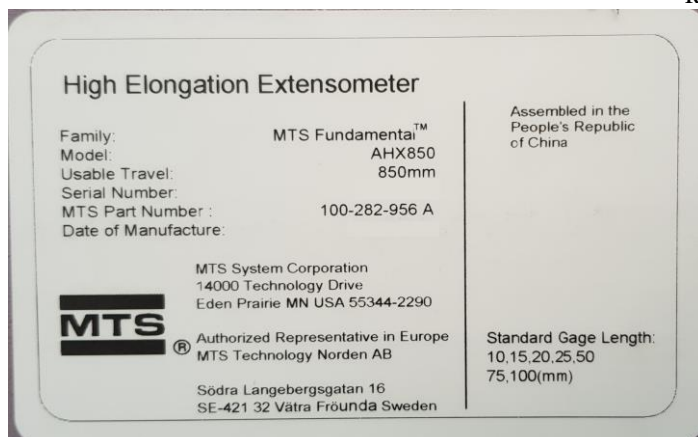 High Elongation Extensometer
Family: MTS Fundamental™
Model: AHX850
Usable Travel: 850mm
Serial Number:
MTS Part Number : 100-282-956 A
Date of Manufacture:
MTS System Corporation
14000 Technology Drive
Eden Prairie MN USA 55344-2290
MTS ®
Authorized Representative in Europe
MTS Technology Norden AB
Södra Langebergsgatan 16
SE-421 32 Vätra Fröunda Sweden
Assembled in the
People's Republic
of China
Standard Gage Length:
10,15,20,25,50
75,100(mm)